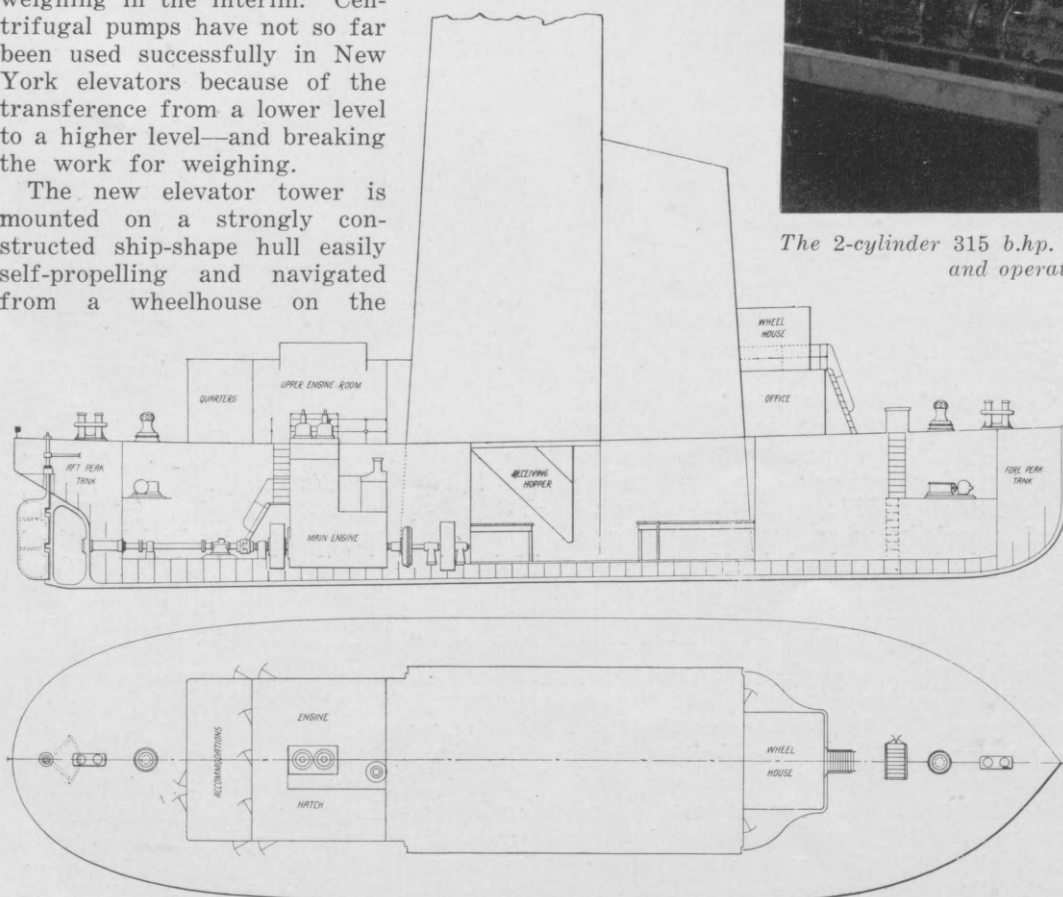 weighing in the interim. Cen-
trifugal pumps have not so far
been used successfully in New
York elevators because of the
transference from a lower level
to a higher level—and breaking
the work for weighing.
The new elevator tower is
mounted on a strongly con-
structed ship-shape hull easily
self-propelling and navigated
from a wheelhouse on the
The 2-cylinder 315 b.hp.
and operat
WHEEL
HOUSE
QUARTERS
UPPER ENGINE ROOM
OFFICE
AFT PEAK
TANK
RECEIVING
HOPPER
FORE PEAK
TANK
MAIN ENGINE
ACCOMMODATIONS
ENGINE
HATCH
WHEEL
HOUSE